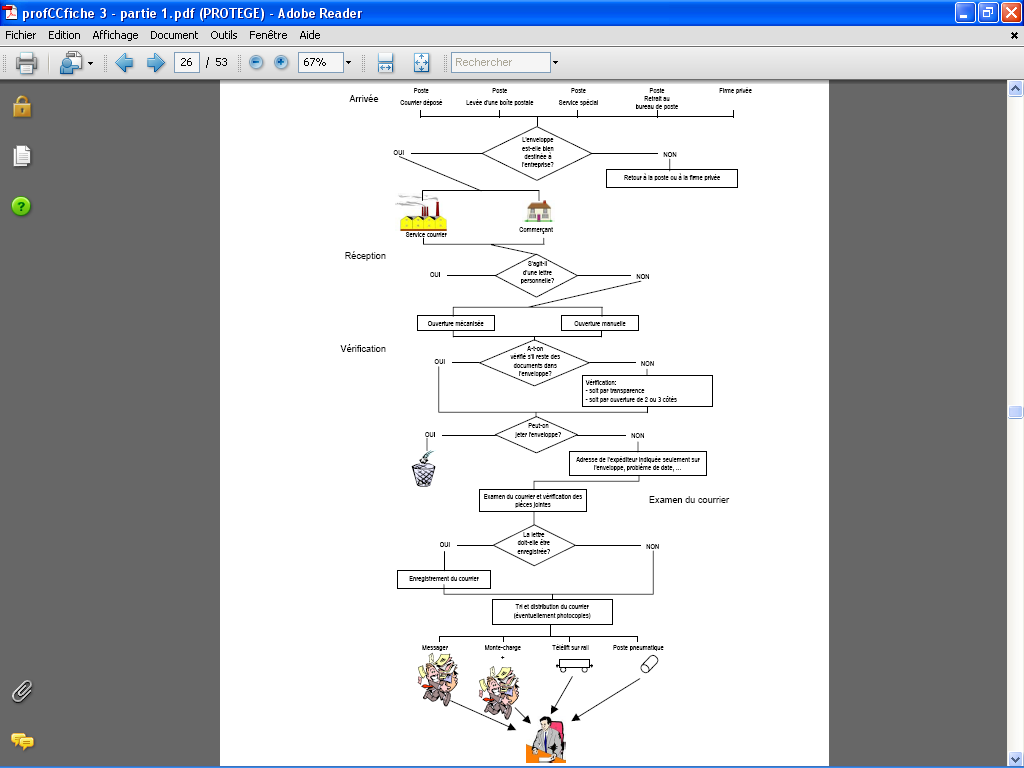 profCCfiche 3 - partie 1.pdf (PROTEGE) - Adobe Reader
Fichier Edition Affichage Document Outils Fenêtre Aide
26 / 53 67% Rechercher
Arrivée
Poste
Courrier déposé
Poste
Levée d'une boîte postale
Poste
Service spécial
Poste
Retrait au
bureau de poste
Firme privée
L'enveloppe
est-elle bien
destinée à
l'entreprise?
OUI
NON
Retour à la poste ou à la firme privée
Service courrier
Commerçant
Réception
S'agit-il
d'une lettre
personnelle?
OUI
NON
Ouverture mécanisée
Ouverture manuelle
Vérification
A-t-on
vérifié s'il reste des
documents dans
l'enveloppe?
OUI
NON
Vérification:
- soit par transparence
- soit par ouverture de 2 ou 3 côtés
Peut-on
jeter l'enveloppe?
OUI
NON
Adresse de l'expéditeur indiquée seulement sur
l'enveloppe, problème de date, ...
Examen du courrier et vérification des
pièces jointes
Examen du courrier
La lettre
doit-elle être
enregistrée?
OUI
NON
Enregistrement du courrier
Tri et distribution du courrier
(éventuellement photocopies)
Messager
Monte-charge
+
Télélift sur rail
Poste pneumatique